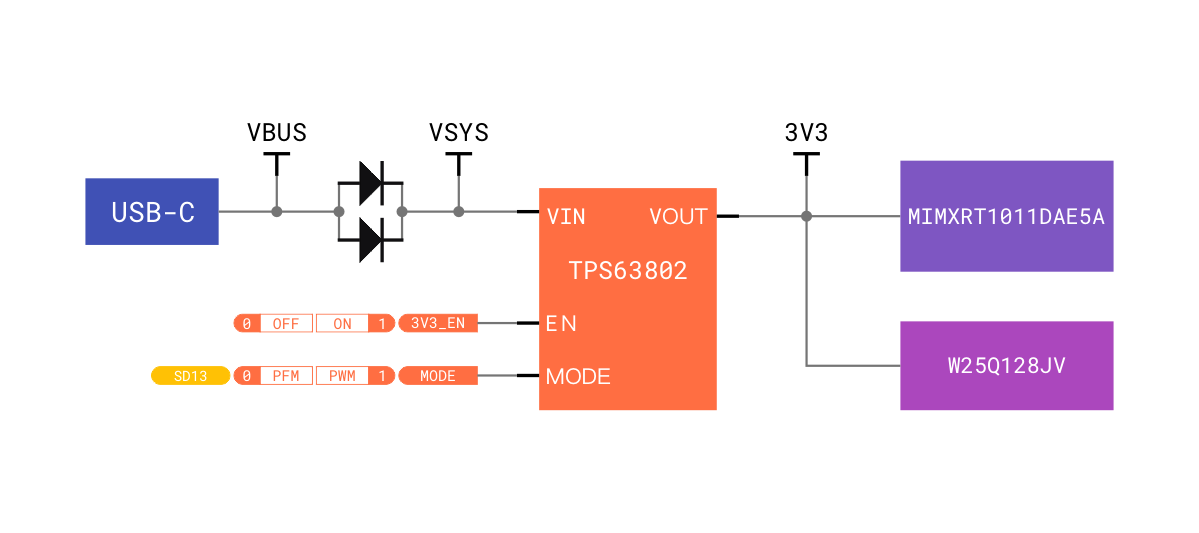 VBUS VSYS 3V3
USB-C
VIN VOUT
MIMXRT1011DAE5A
TPS63802
0 OFF ON 1 3V3_EN EN
SD13 0 PFM PWM 1 MODE MODE
W25Q128JV